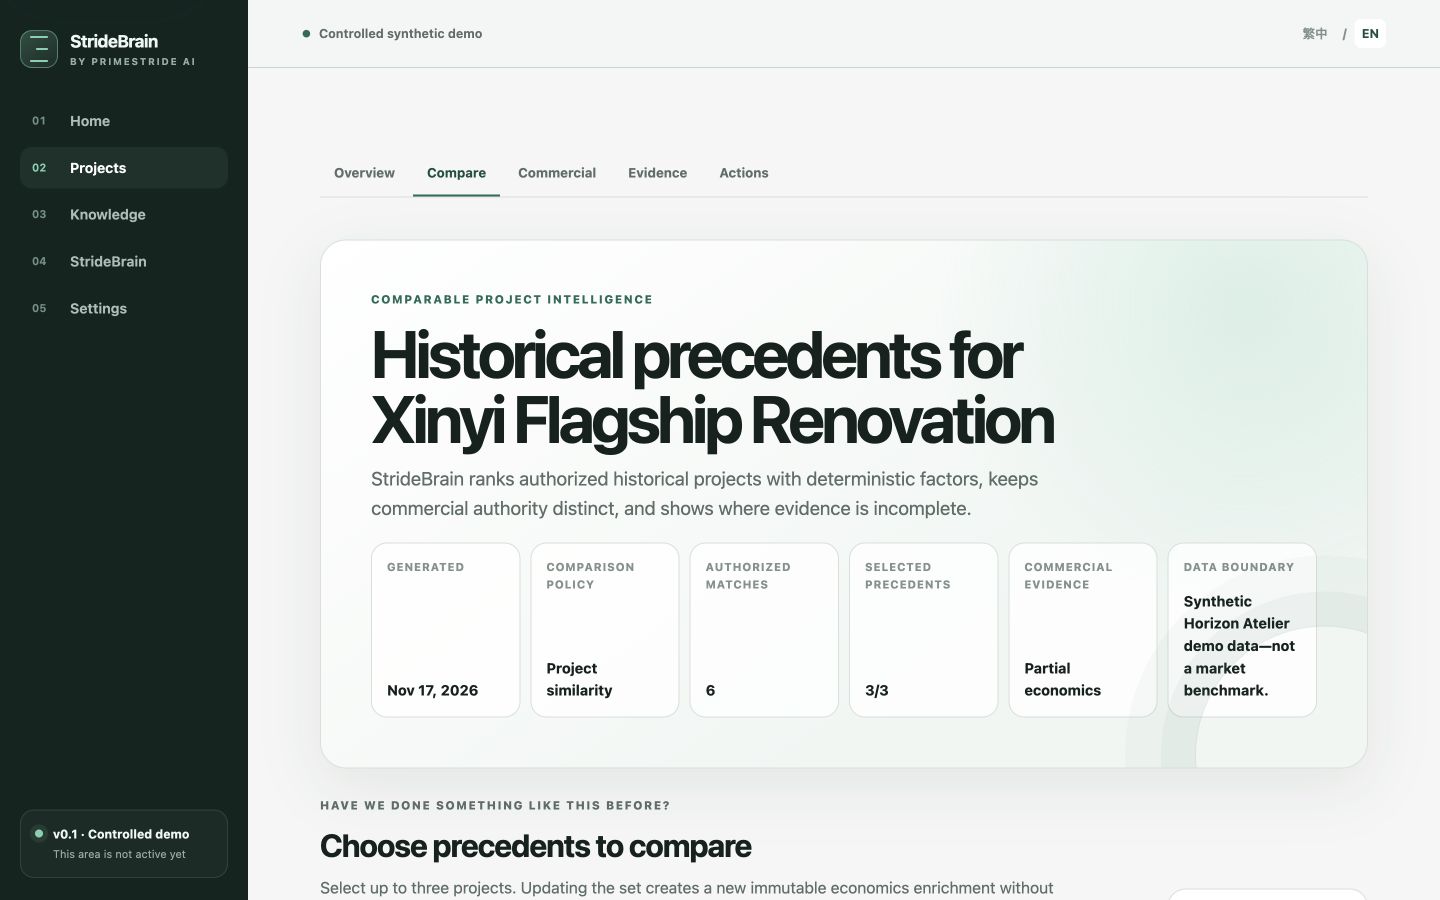 StrideBrain
BY PRIMESTRIDE AI
01 Home
02 Projects
03 Knowledge
04 StrideBrain
05 Settings
v0.1 · Controlled demo
This area is not active yet
Controlled synthetic demo
繁中 / EN
Overview Compare Commercial Evidence Actions
COMPARABLE PROJECT INTELLIGENCE
Historical precedents for
Xinyi Flagship Renovation
StrideBrain ranks authorized historical projects with deterministic factors, keeps
commercial authority distinct, and shows where evidence is incomplete.
GENERATED
Nov 17, 2026
COMPARISON
POLICY
Project
similarity
AUTHORIZED
MATCHES
6
SELECTED
PRECEDENTS
3/3
COMMERCIAL
EVIDENCE
Partial
economics
DATA BOUNDARY
Synthetic
Horizon Atelier
demo data—not
a market
benchmark.
HAVE WE DONE SOMETHING LIKE THIS BEFORE?
Choose precedents to compare
Select up to three projects. Updating the set creates a new immutable economics enrichment without